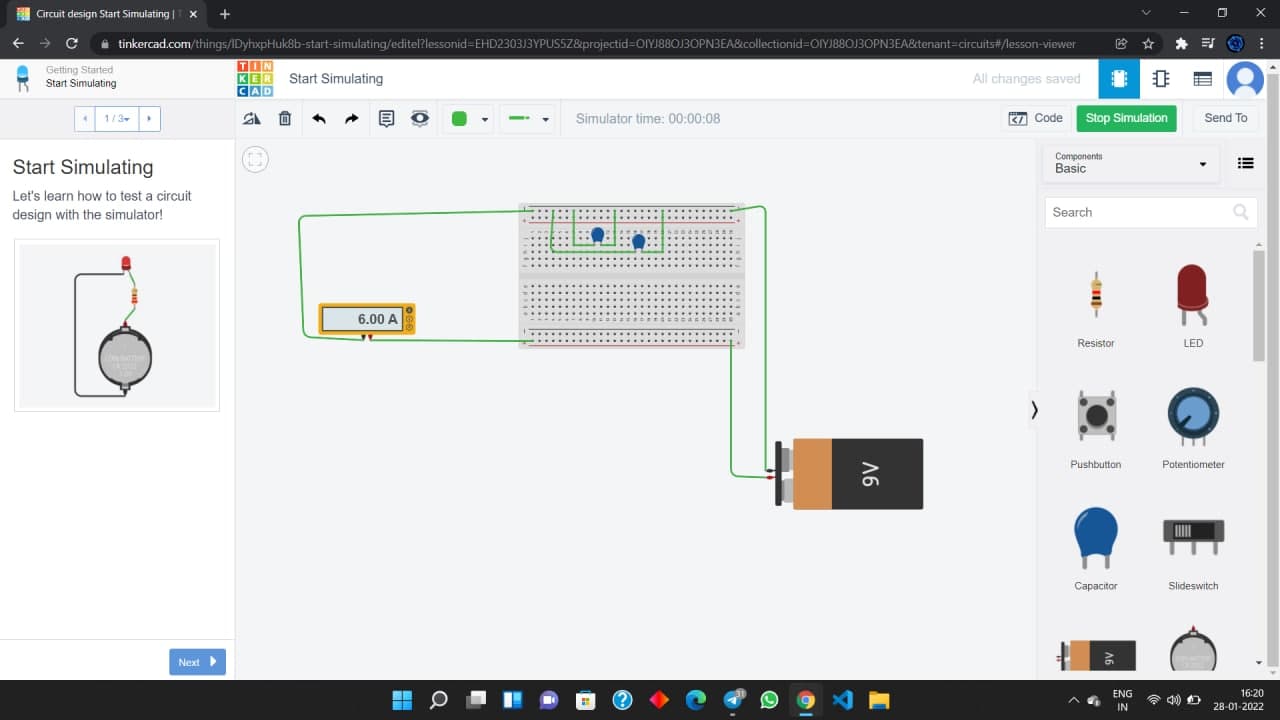 Circuit design Start Simulating |
tinkercad.com/things/lDyhxpHuk8b-start-simulating/editel?lessonid=EHD2303J3YPUS5Z&projectid=OIYJ88OJ3OPN3EA&collectionid=OIYJ88OJ3OPN3EA&tenant=circuits#/lesson-viewer
Getting Started
Start Simulating
TIN
KER
CAD
Start Simulating
All changes saved
1 / 3
Simulator time: 00:00:08
Code
Stop Simulation
Send To
Start Simulating
Let's learn how to test a circuit
design with the simulator!
Components
Basic
Search
6.00 A
9V
Resistor
LED
Pushbutton
Potentiometer
Capacitor
Slideswitch
9V
Next
31
ENG
IN
16:20
28-01-2022